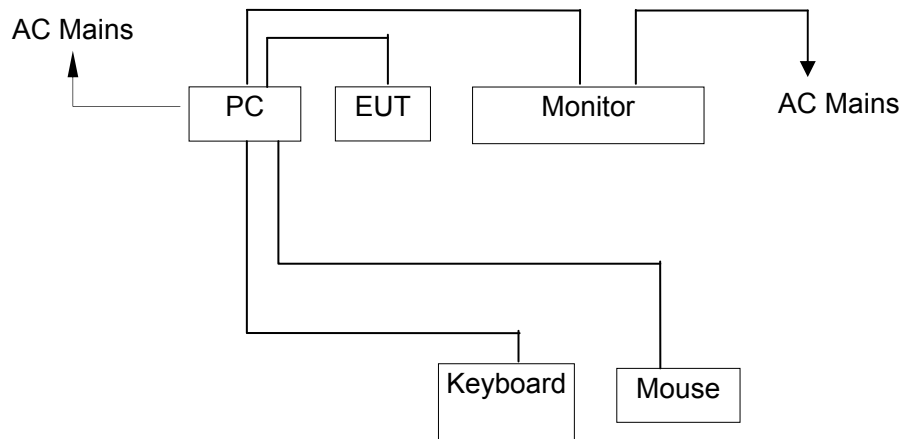 AC Mains
PC
EUT
Monitor
AC Mains
Keyboard
Mouse